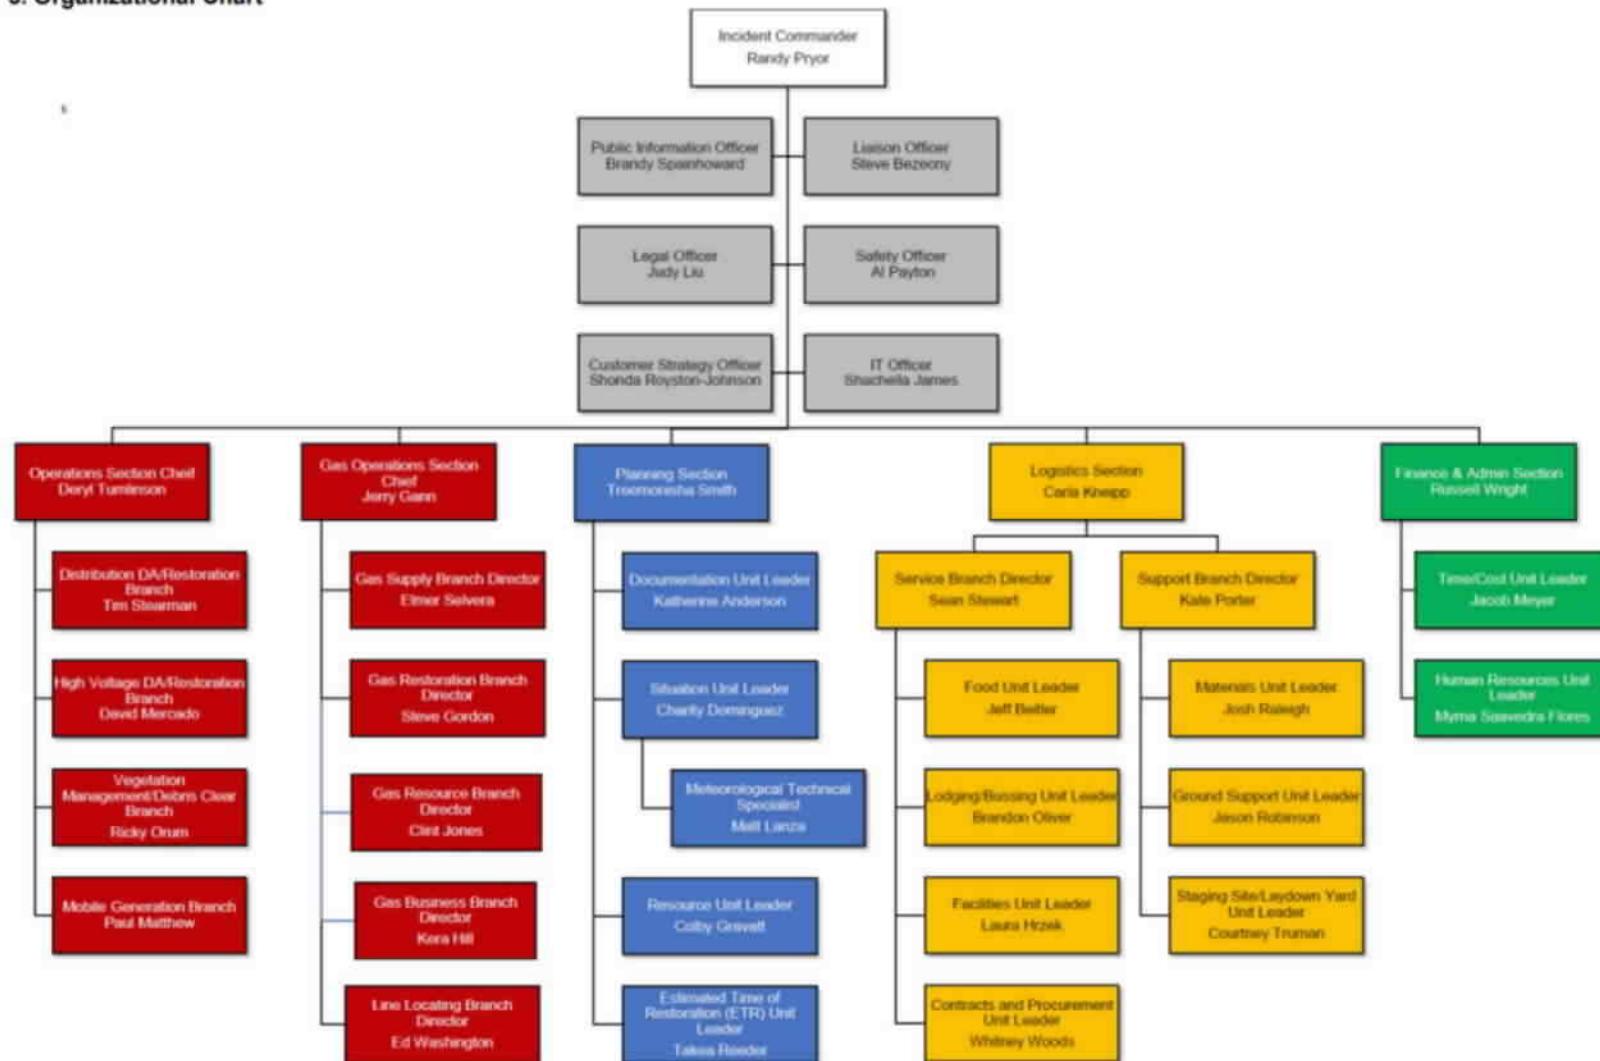 Organizational Chart
Incident Commander
Randy Pryor
Public Information Officer
Brandy Spainhoward
Liaison Officer
Steve Bezecny
Legal Officer
Judy Liu
Safety Officer
Al Payton
Customer Strategy Officer
Shonda Royston-Johnson
IT Officer
Shachella James
Operations Section Cheif
Deryl Tumlinson
Gas Operations Section
Chief
Jerry Gann
Planning Section
Treemonisha Smith
Logistics Section
Carla Kneipp
Finance & Admin Section
Russell Wright
Distribution DA/Restoration
Branch
Tim Stearman
High Voltage DA/Restoration
Branch
David Mercado
Vegetation
Management/Debris Clear
Branch
Ricky Orum
Mobile Generation Branch
Paul Matthew
Gas Supply Branch Director
Elmer Selvera
Gas Restoration Branch
Director
Steve Gordon
Gas Resource Branch
Director
Clint Jones
Gas Business Branch
Director
Kera Hill
Line Locating Branch
Director
Ed Washington
Documentation Unit Leader
Katherine Anderson
Situation Unit Leader
Charity Dominguez
Meteorological Technical
Specialist
Matt Lanza
Resource Unit Leader
Colby Gravatt
Estimated Time of
Restoration (ETR) Unit
Leader
Takea Reeder
Service Branch Director
Sean Stewart
Food Unit Leader
Jeff Beitler
Lodging/Bussing Unit Leader
Brandon Oliver
Facilities Unit Leader
Laura Hrzek
Contracts and Procurement
Unit Leader
Whitney Woods
Support Branch Director
Kate Porter
Materials Unit Leader
Josh Raleigh
Ground Support Unit Leader
Jason Robinson
Staging Site/Laydown Yard
Unit Leader
Courtney Truman
Time/Cost Unit Leader
Jacob Meyer
Human Resources Unit
Leader
Myrna Saavedra Flores